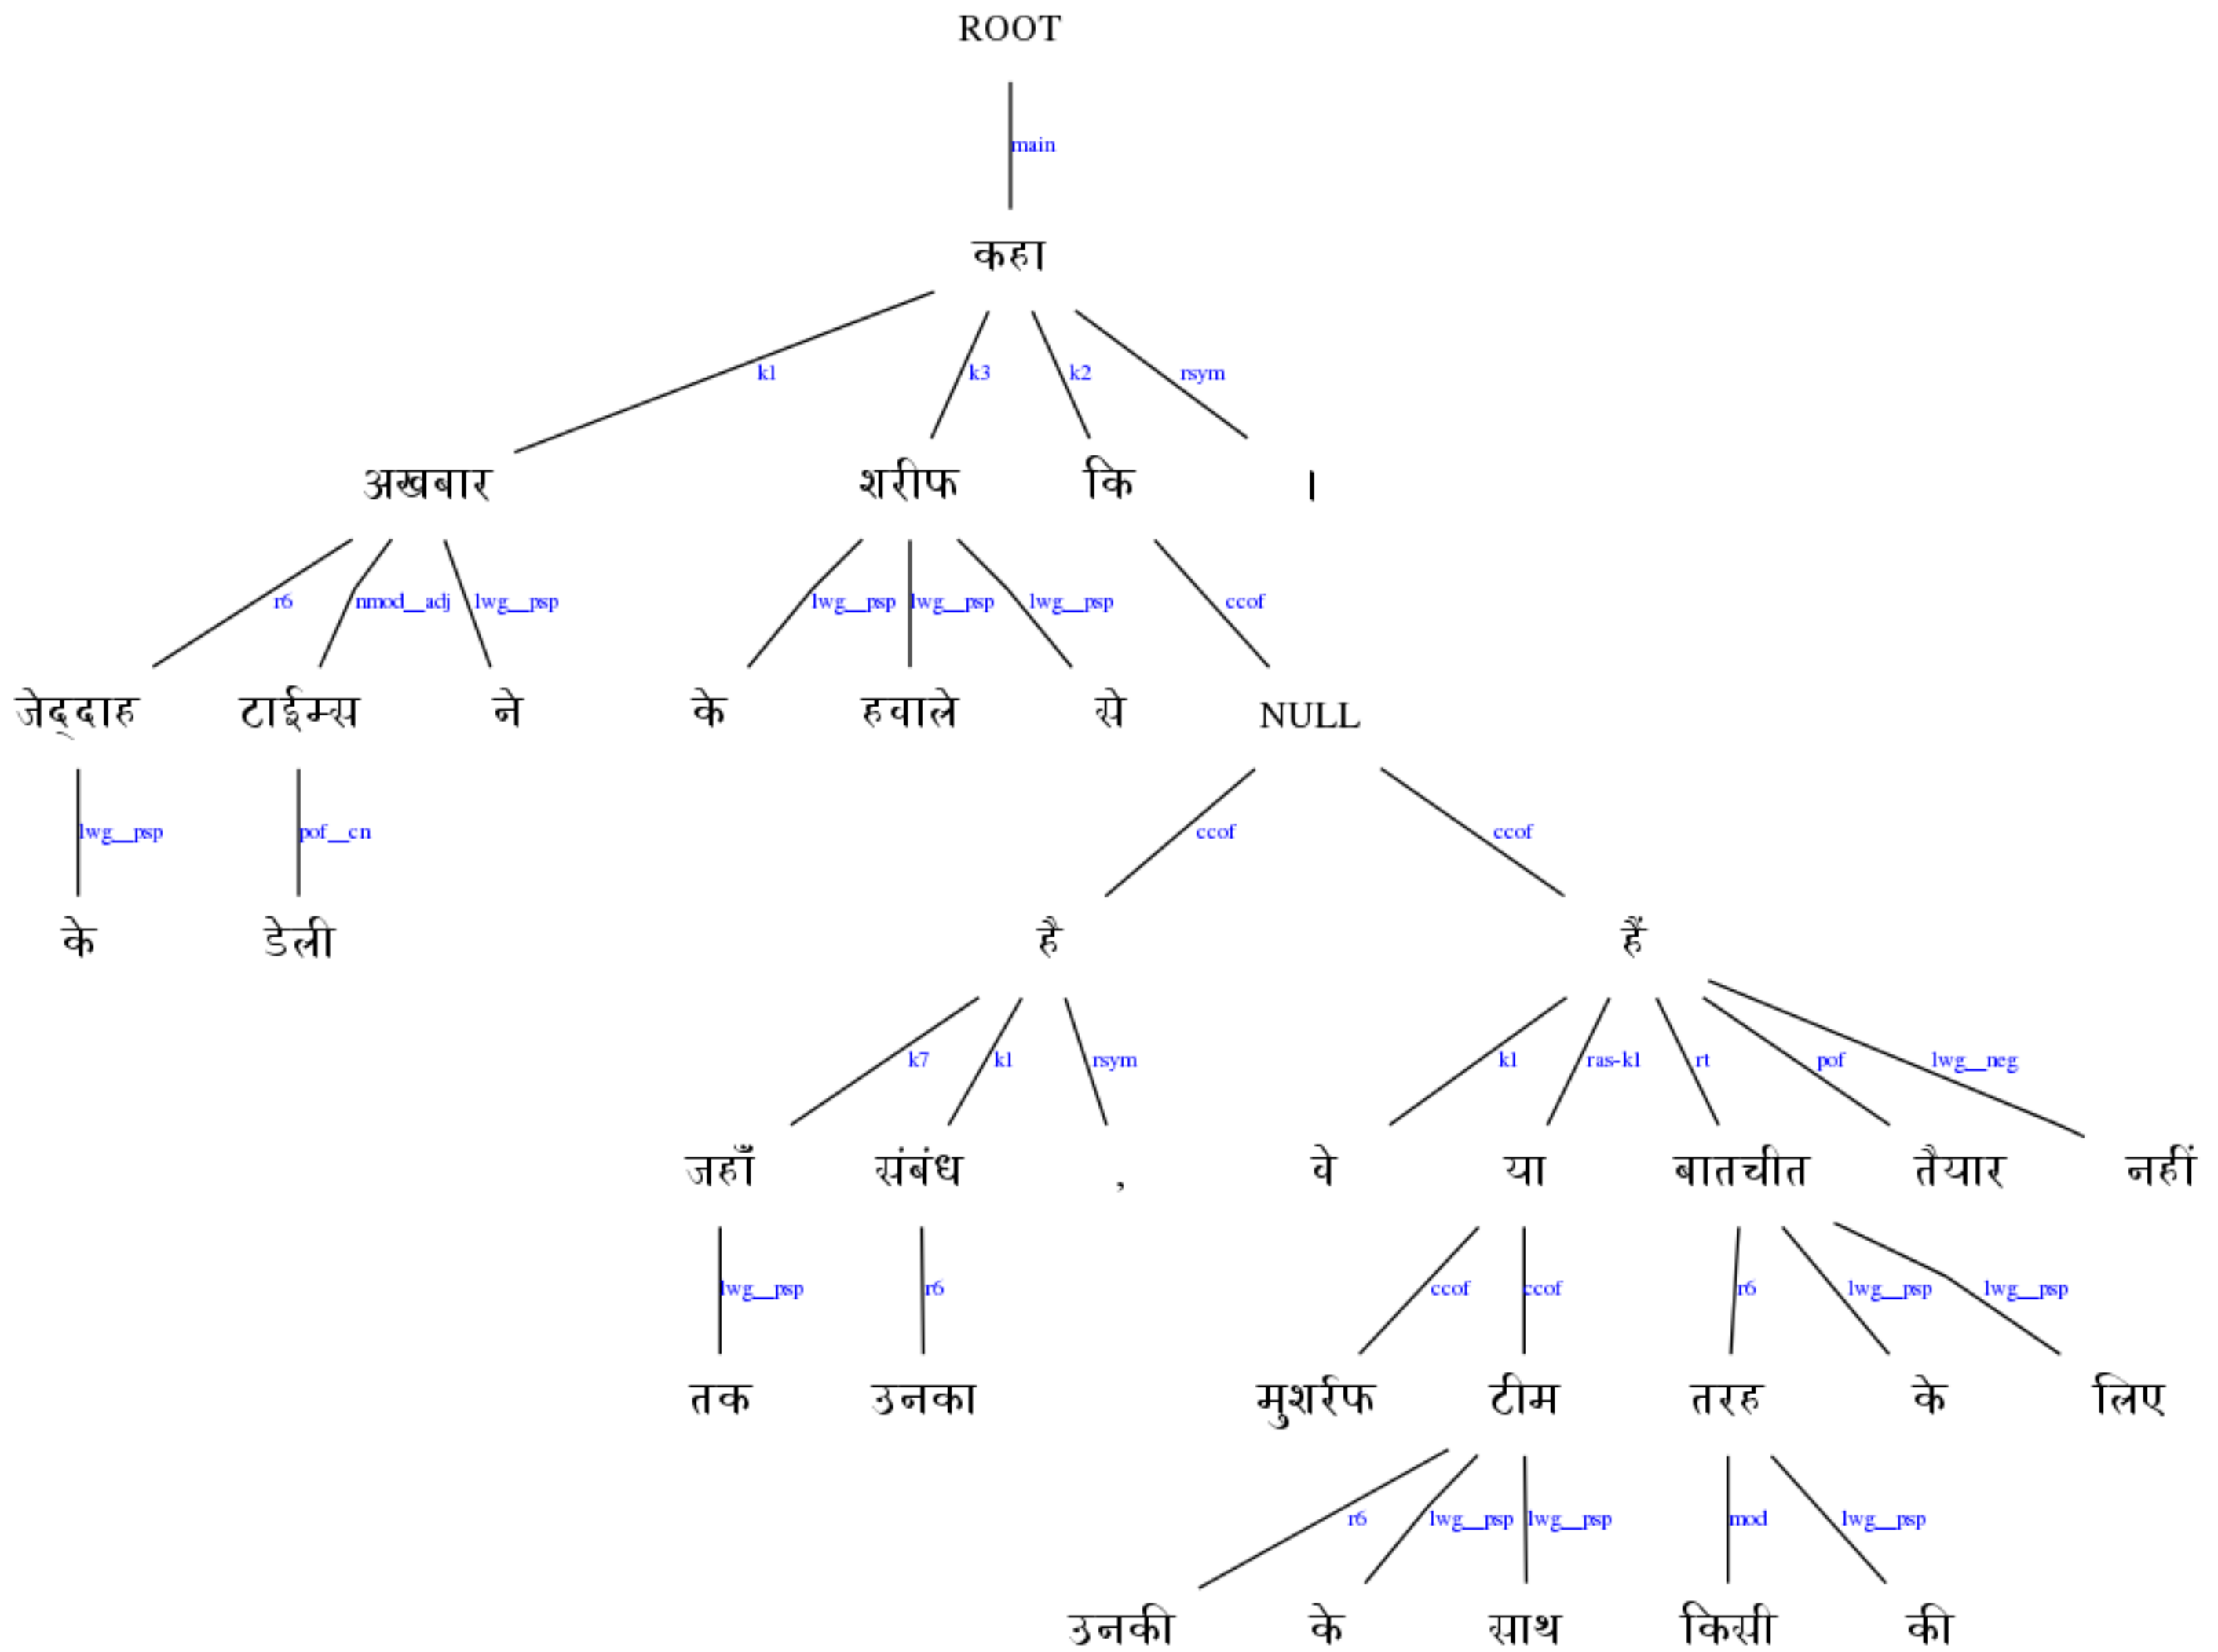 ROOT
main
कहा
k1 k3 k2 rsym
अखबार शरीफ कि ।
r6 nmod__adj lwg__psp lwg__psp lwg__psp lwg__psp ccof
जेद्दाह टाईम्स ने के हवाले से NULL
lwg__psp pof__cn ccof ccof
के डेली है हैं
k7 k1 rsym k1 ras-k1 rt pof lwg__neg
जहाँ संबंध , वे या बातचीत तैयार नहीं
lwg__psp r6 ccof ccof r6 lwg__psp lwg__psp
तक उनका मुशर्रफ टीम तरह के लिए
r6 lwg__psp lwg__psp mod lwg__psp
उनकी के साथ किसी की